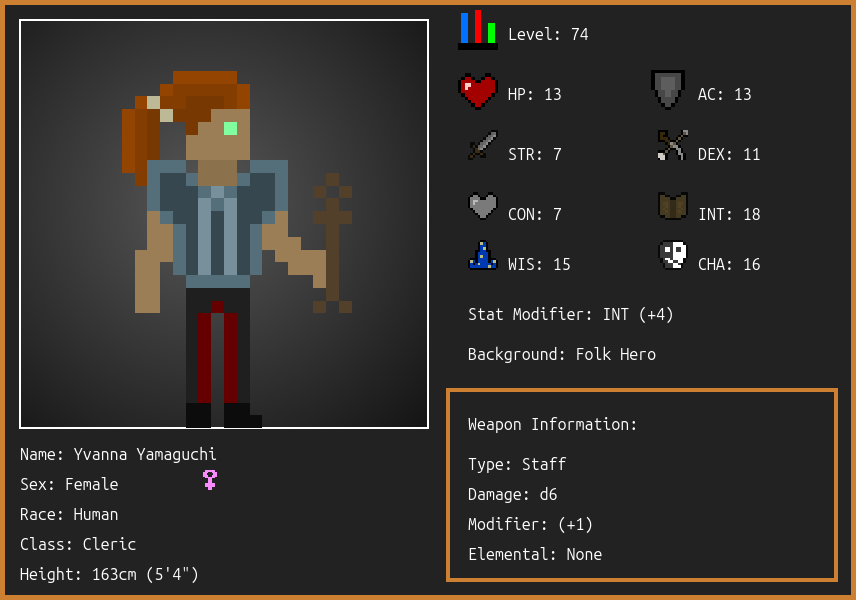 Level: 74
HP: 13
AC: 13
STR: 7
DEX: 11
CON: 7
INT: 18
WIS: 15
CHA: 16
Stat Modifier: INT (+4)
Background: Folk Hero
Weapon Information:
Type: Staff
Damage: d6
Modifier: (+1)
Elemental: None
Name: Yvanna Yamaguchi
Sex: Female
Race: Human
Class: Cleric
Height: 163cm (5'4")